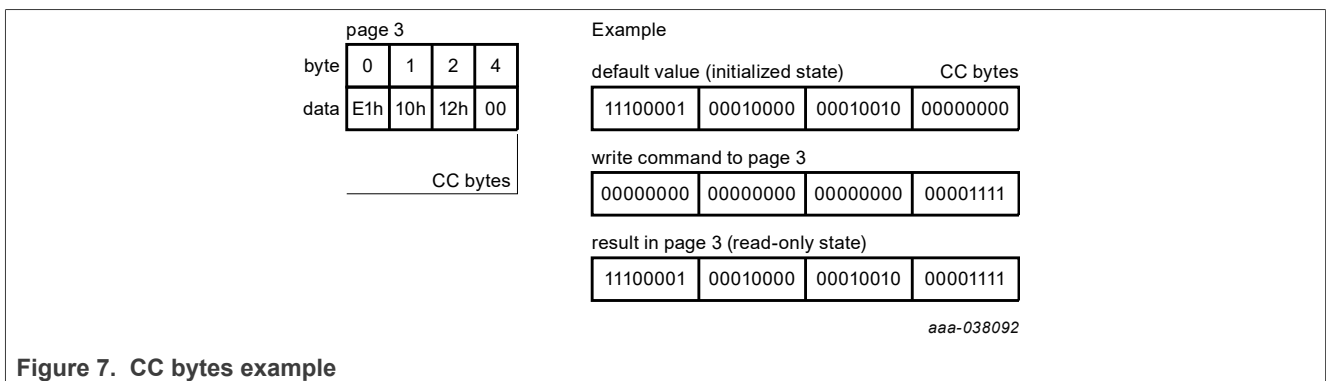 page 3
byte 0 1 2 4
data E1h 10h 12h 00
CC bytes
Example
default value (initialized state) CC bytes
11100001 00010000 00010010 00000000
write command to page 3
00000000 00000000 00000000 00001111
result in page 3 (read-only state)
11100001 00010000 00010010 00001111
aaa-038092
Figure 7. CC bytes example